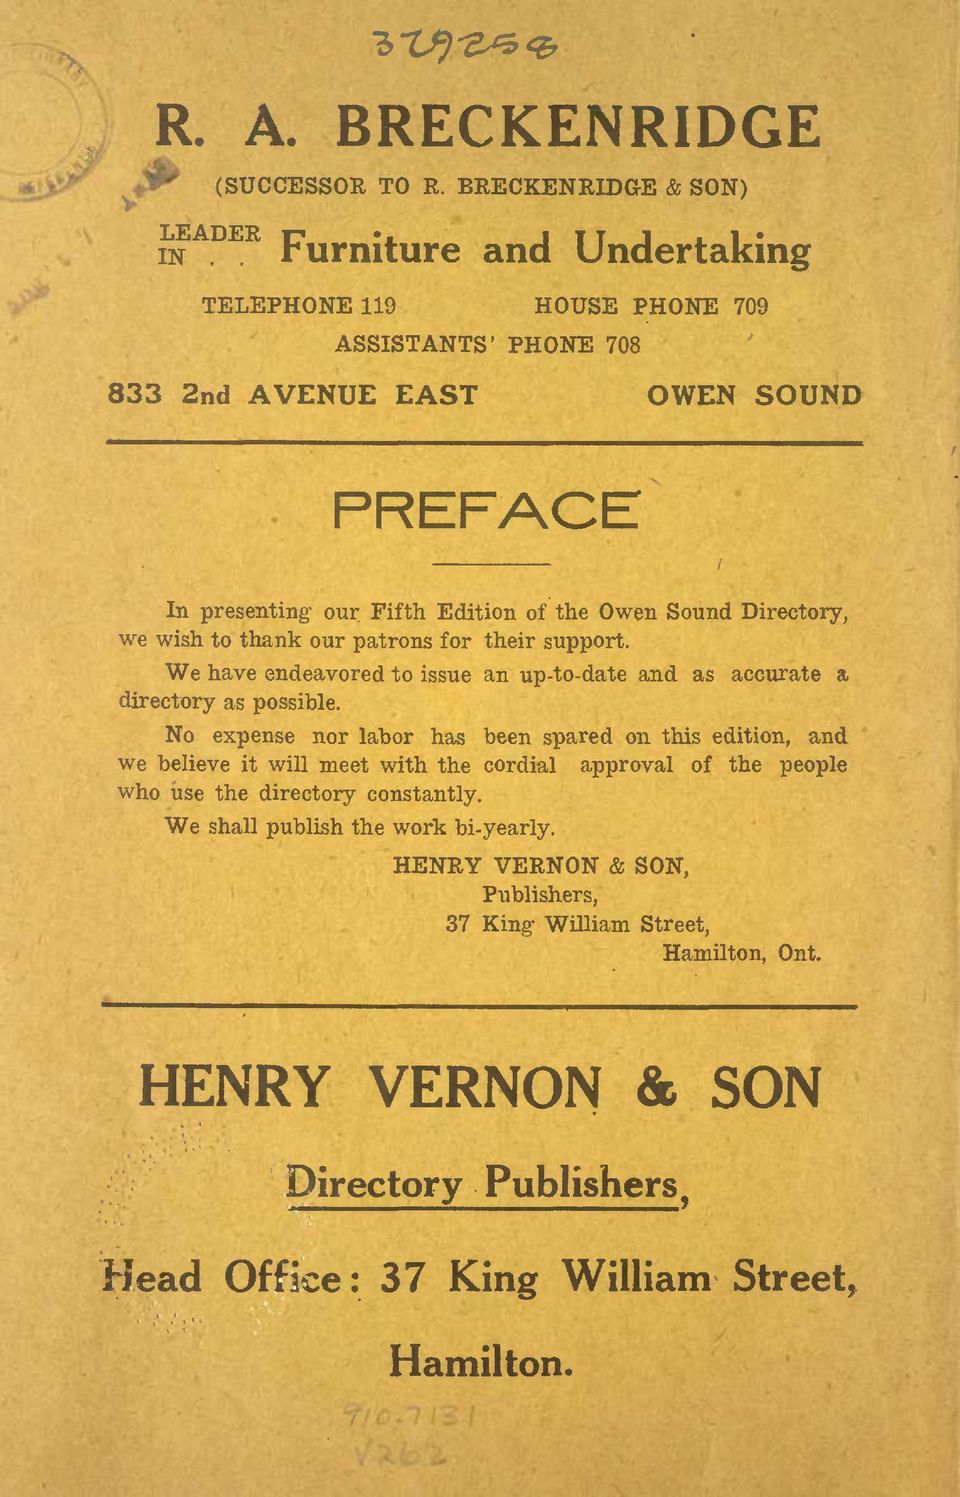 379258
R. A. BRECKENRIDGE
(SUCCESSOR TO R. BRECKENRIDGE & SON)
LEADER IN . . Furniture and Undertaking
TELEPHONE 119 HOUSE PHONE 709
ASSISTANTS' PHONE 708
833 2nd AVENUE EAST OWEN SOUND
PREFACE
In presenting our Fifth Edition of the Owen Sound Directory,
we wish to thank our patrons for their support.
We have endeavored to issue an up-to-date and as accurate a
directory as possible.
No expense nor labor has been spared on this edition, and
we believe it will meet with the cordial approval of the people
who use the directory constantly.
We shall publish the work bi-yearly.
HENRY VERNON & SON,
Publishers,
37 King William Street,
Hamilton, Ont.
HENRY VERNON & SON
Directory Publishers,
Head Office: 37 King William Street,
Hamilton.
910.7131
V262